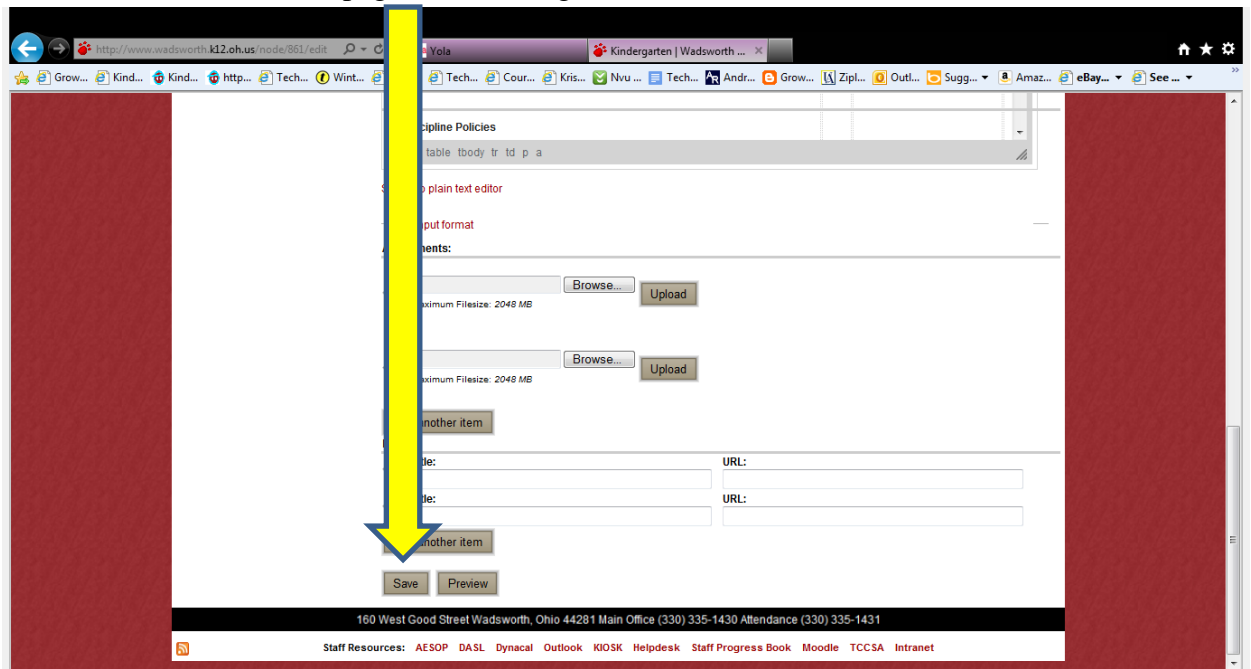 http://www.wadsworth.k12.oh.us/node/861/edit Yola Kindergarten | Wadsworth ... ×
Grow... Kind... Kind... http... Tech... Wint... Tech... Cour... Kris... Nvu ... Tech... Andr... Grow... Zipl... Outl... Sugg... Amaz... eBay... See ... »
cipline Policies
table tbody tr td p a
plain text editor
put format
ments:
Browse... Upload
ximum Filesize: 2048 MB
Browse... Upload
ximum Filesize: 2048 MB
nother item
tle: URL:
tle: URL:
nother item
Save Preview
160 West Good Street Wadsworth, Ohio 44281 Main Office (330) 335-1430 Attendance (330) 335-1431
Staff Resources: AESOP DASL Dynacal Outlook KIOSK Helpdesk Staff Progress Book Moodle TCCSA Intranet